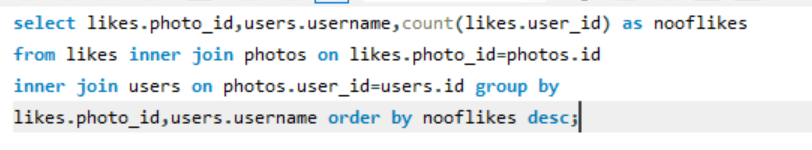 select likes.photo_id,users.username,count(likes.user_id) as nooflikes
from likes inner join photos on likes.photo_id=photos.id
inner join users on photos.user_id=users.id group by
likes.photo_id,users.username order by nooflikes desc;